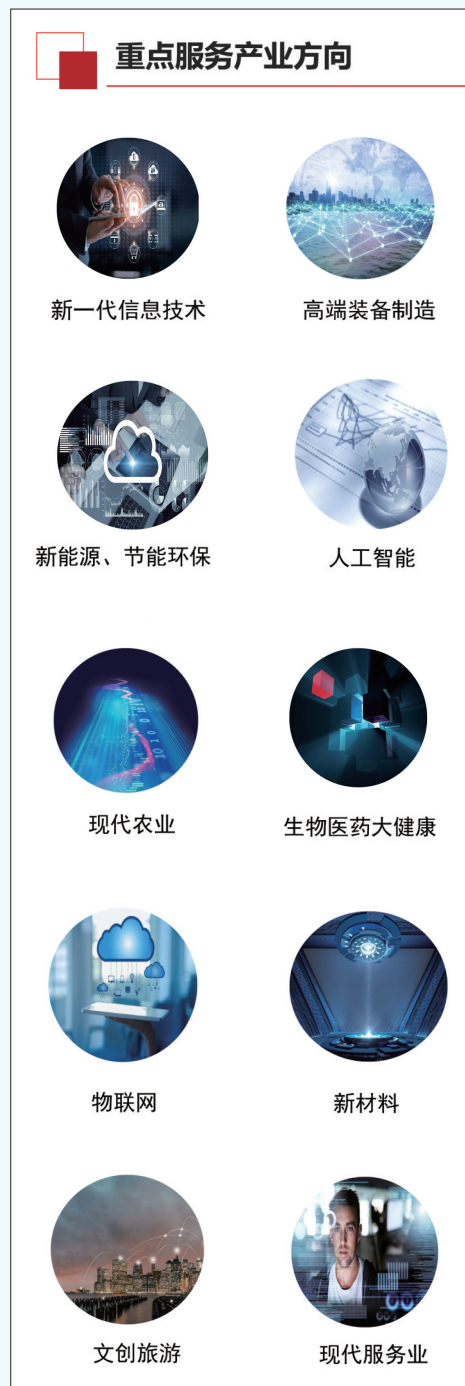 重点服务产业方向
新一代信息技术
高端装备制造
新能源、节能环保
人工智能
现代农业
生物医药大健康
物联网
新材料
文创旅游
现代服务业